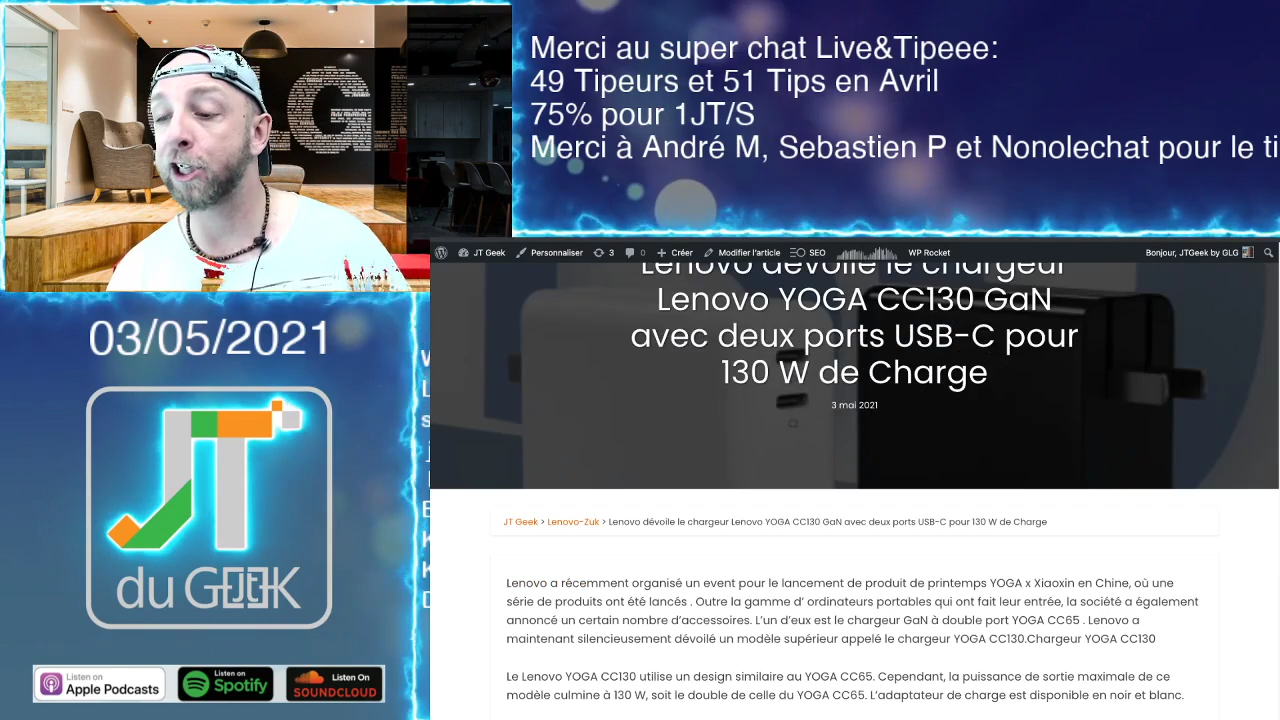 Merci au super chat Live&Tipeee:
49 Tipeurs et 51 Tips en Avril
75% pour 1JT/S
Merci à André M, Sebastien P et Nonolechat pour le ti
JT Geek Personnaliser 3 0 Créer Modifier l'article SEO WP Rocket Bonjour, JTGeek by GLG
Lenovo dévoile le chargeur
Lenovo YOGA CC130 GaN
avec deux ports USB-C pour
130 W de Charge
3 mai 2021
03/05/2021
JT
du GEEK
JT Geek > Lenovo-Zuk > Lenovo dévoile le chargeur Lenovo YOGA CC130 GaN avec deux ports USB-C pour 130 W de Charge
Lenovo a récemment organisé un event pour le lancement de produit de printemps YOGA x Xiaoxin en Chine, où une
série de produits ont été lancés . Outre la gamme d' ordinateurs portables qui ont fait leur entrée, la société a également
annoncé un certain nombre d'accessoires. L'un d'eux est le chargeur GaN à double port YOGA CC65 . Lenovo a
maintenant silencieusement dévoilé un modèle supérieur appelé le chargeur YOGA CC130.Chargeur YOGA CC130
Le Lenovo YOGA CC130 utilise un design similaire au YOGA CC65. Cependant, la puissance de sortie maximale de ce
modèle culmine à 130 W, soit le double de celle du YOGA CC65. L'adaptateur de charge est disponible en noir et blanc.
Listen on
Apple Podcasts
Listen on
Spotify
Listen On
SOUNDCLOUD